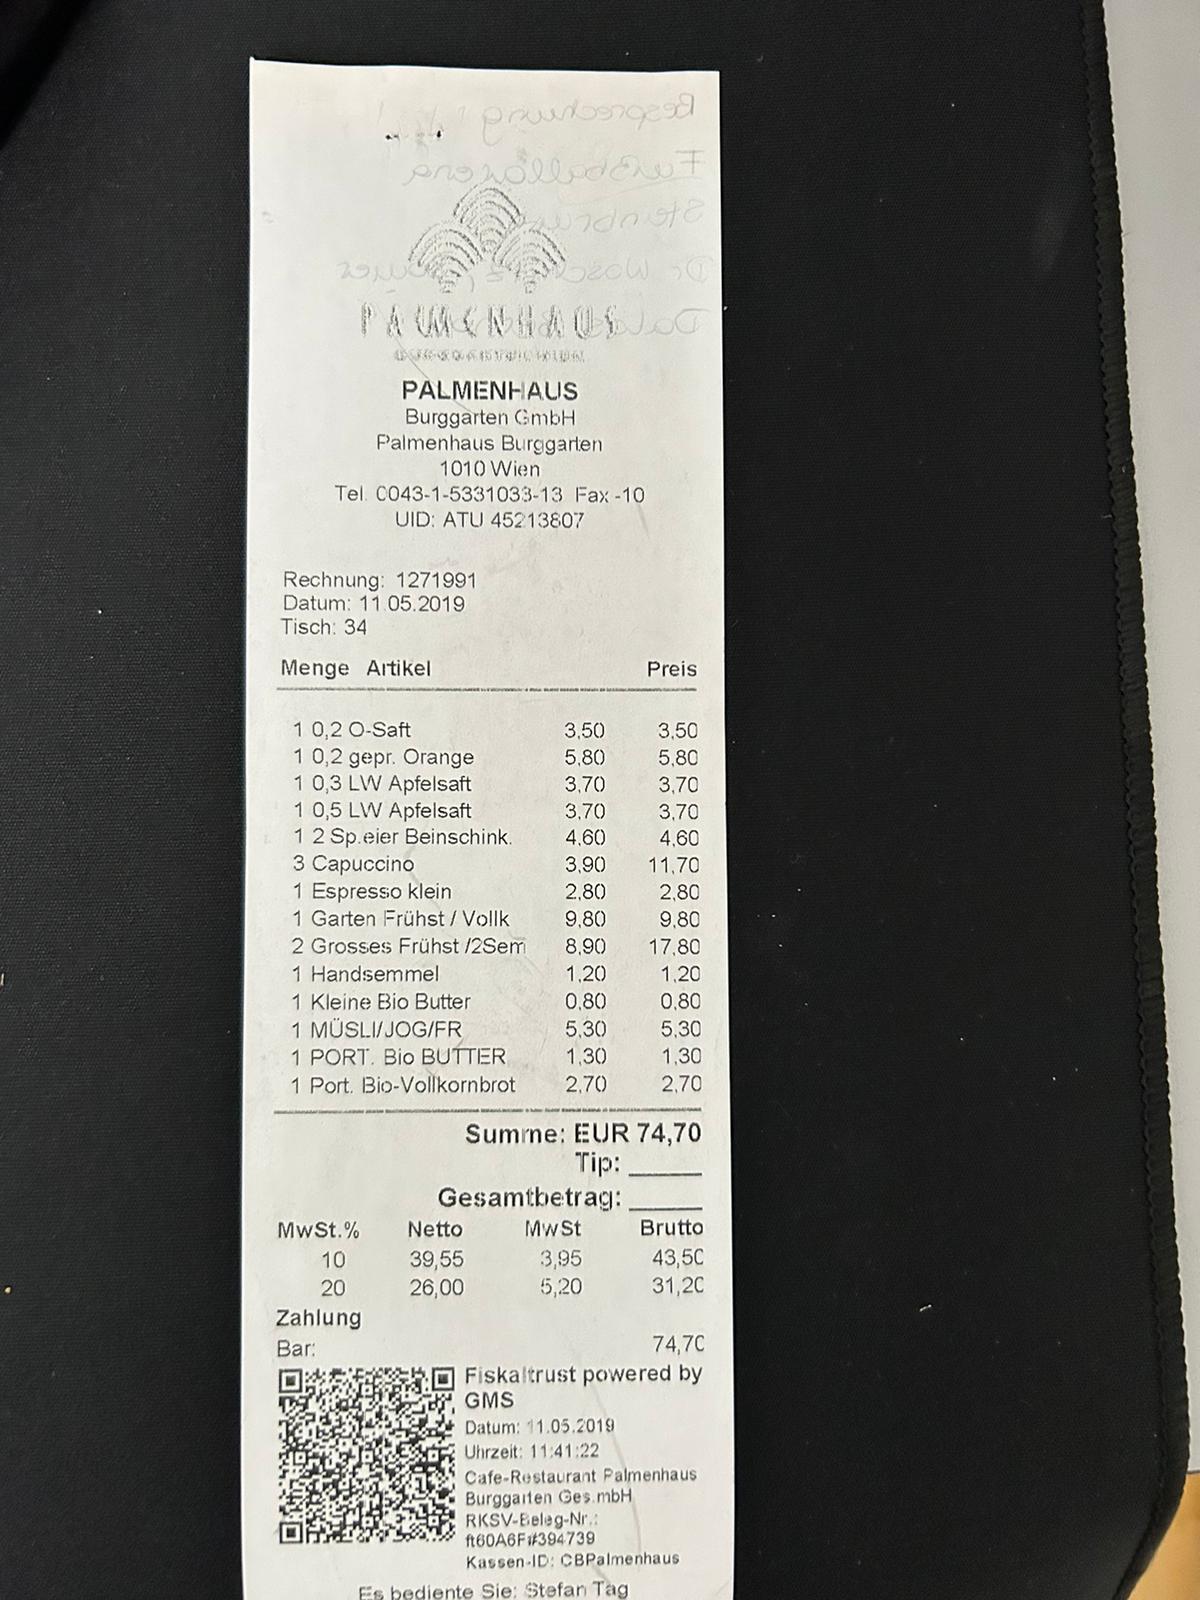 PALMENHAUS
PALMENHAUS
Burggarten GmbH
Palmenhaus Burggarten
1010 Wien
Tel. 0043-1-5331033-13 Fax -10
UID: ATU 45213807
Rechnung: 1271991
Datum: 11.05.2019
Tisch: 34
Menge Artikel Preis
1 0,2 O-Saft 3,50 3,50
1 0,2 gepr. Orange 5,80 5,80
1 0,3 LW Apfelsaft 3,70 3,70
1 0,5 LW Apfelsaft 3,70 3,70
1 2 Sp.eier Beinschink. 4,60 4,60
3 Capuccino 3,90 11,70
1 Espresso klein 2,80 2,80
1 Garten Frühst / Vollk 9,80 9,80
2 Grosses Frühst /2Sem 8,90 17,80
1 Handsemmel 1,20 1,20
1 Kleine Bio Butter 0,80 0,80
1 MÜSLI/JOG/FR 5,30 5,30
1 PORT. Bio BUTTER 1,30 1,30
1 Port. Bio-Vollkornbrot 2,70 2,70
Summe: EUR 74,70
Tip:
Gesamtbetrag:
MwSt.% Netto MwSt Brutto
10 39,55 3,95 43,50
20 26,00 5,20 31,20
Zahlung
Bar: 74,70
Fiskaltrust powered by
GMS
Datum: 11.05.2019
Uhrzeit: 11:41:22
Cafe-Restaurant Palmenhaus
Burggarten Ges.mbH
RKSV-Beleg-Nr.:
ft60A6F#394739
Kassen-ID: CBPalmenhaus
Es bediente Sie: Stefan Tag